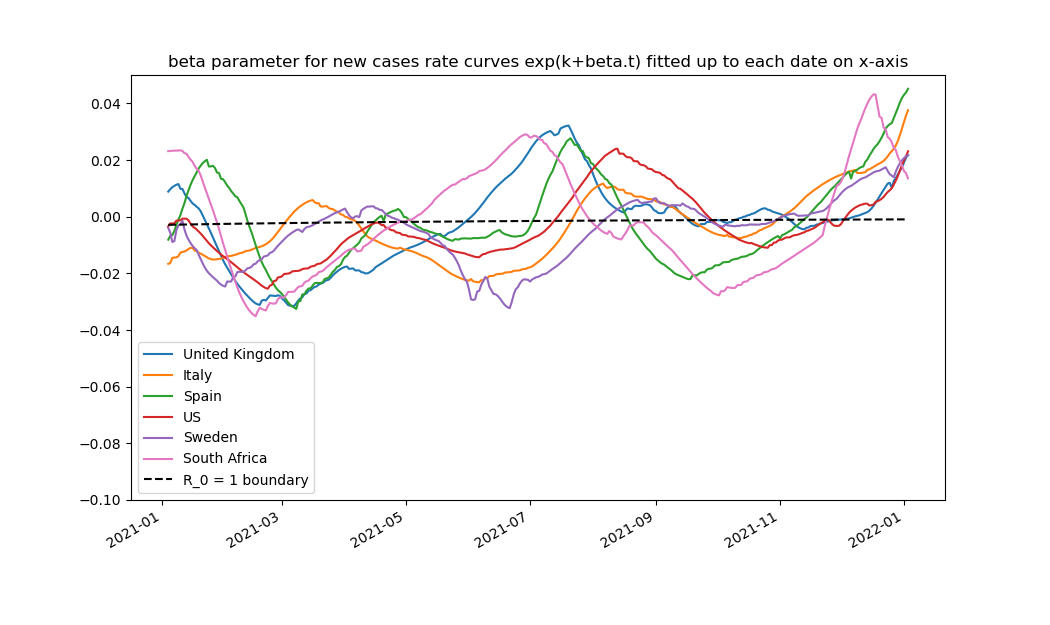 beta parameter for new cases rate curves exp(k+beta.t) fitted up to each date on x-axis
0.04
0.02
0.00
−0.02
−0.04
−0.06
−0.08
−0.10
United Kingdom
Italy
Spain
US
Sweden
South Africa
R_0 = 1 boundary
2021-01
2021-03
2021-05
2021-07
2021-09
2021-11
2022-01